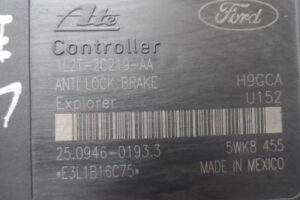 Ate Ford
Controller
1L2T-2C219-AA
ANTI LOCK BRAKE H9GCA
Explorer U152
25.0946-0193.3 5WK8 455
*E3L1B16C75* MADE IN MEXICO